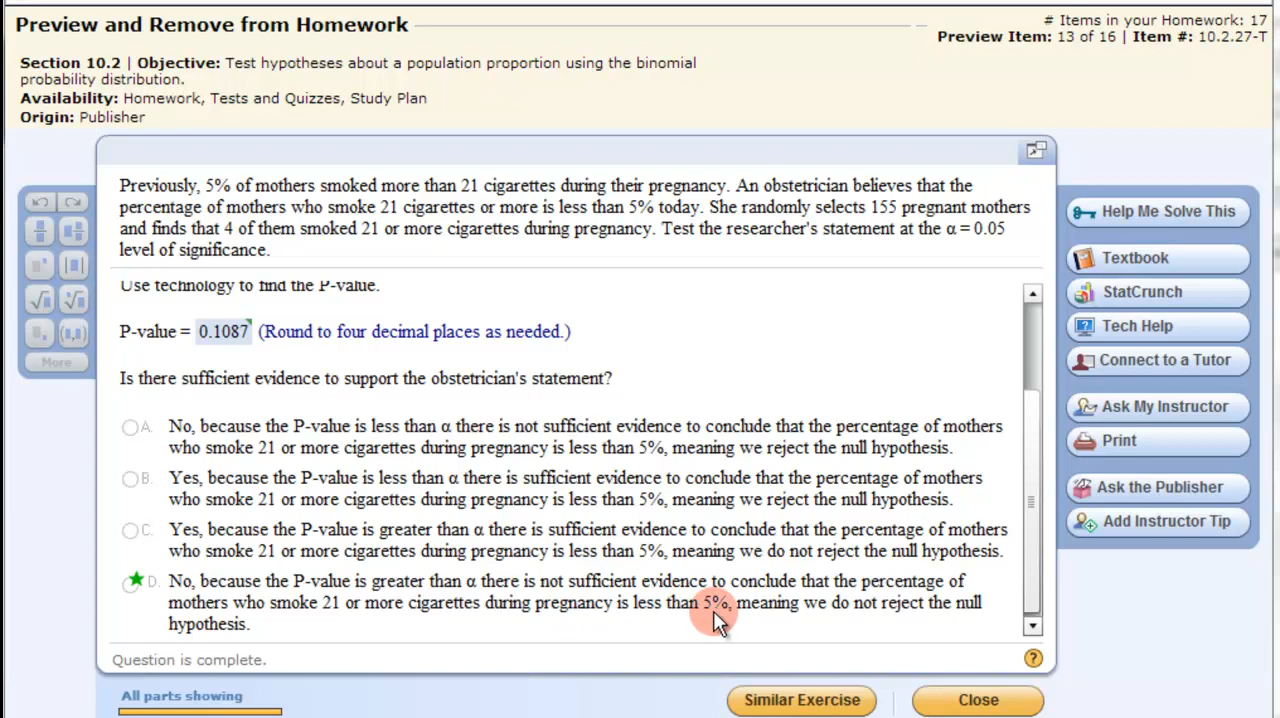 Preview and Remove from Homework
# Items in your Homework: 17
Preview Item: 13 of 16 | Item #: 10.2.27-T
Section 10.2 | Objective: Test hypotheses about a population proportion using the binomial
probability distribution.
Availability: Homework, Tests and Quizzes, Study Plan
Origin: Publisher
Previously, 5% of mothers smoked more than 21 cigarettes during their pregnancy. An obstetrician believes that the
percentage of mothers who smoke 21 cigarettes or more is less than 5% today. She randomly selects 155 pregnant mothers
and finds that 4 of them smoked 21 or more cigarettes during pregnancy. Test the researcher's statement at the α = 0.05
level of significance.
Use technology to find the P-value.
P-value = 0.1087 (Round to four decimal places as needed.)
Is there sufficient evidence to support the obstetrician's statement?
A. No, because the P-value is less than α there is not sufficient evidence to conclude that the percentage of mothers
who smoke 21 or more cigarettes during pregnancy is less than 5%, meaning we reject the null hypothesis.
B. Yes, because the P-value is less than α there is sufficient evidence to conclude that the percentage of mothers
who smoke 21 or more cigarettes during pregnancy is less than 5%, meaning we reject the null hypothesis.
C. Yes, because the P-value is greater than α there is sufficient evidence to conclude that the percentage of mothers
who smoke 21 or more cigarettes during pregnancy is less than 5%, meaning we do not reject the null hypothesis.
D. No, because the P-value is greater than α there is not sufficient evidence to conclude that the percentage of
mothers who smoke 21 or more cigarettes during pregnancy is less than 5%, meaning we do not reject the null
hypothesis.
Question is complete.
?
All parts showing
Similar Exercise
Close
More
Help Me Solve This
Textbook
StatCrunch
Tech Help
Connect to a Tutor
Ask My Instructor
Print
Ask the Publisher
Add Instructor Tip